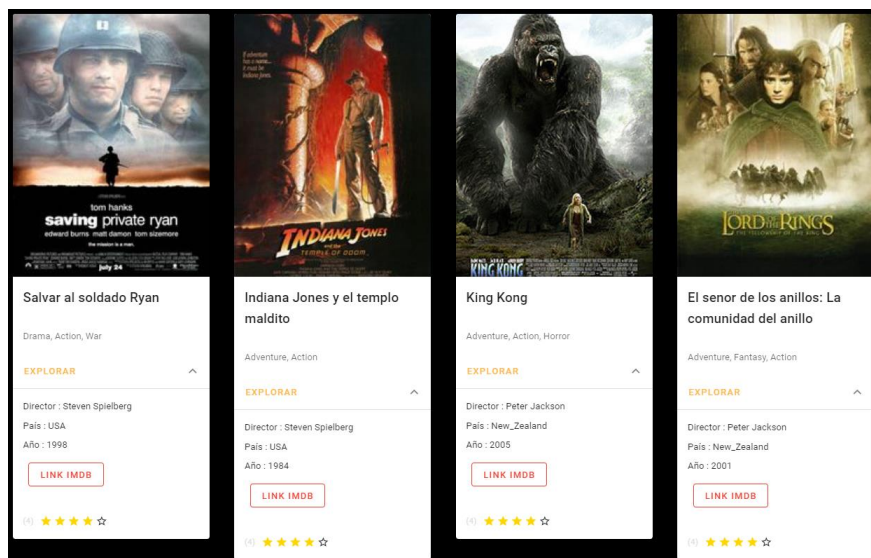 tom hanks
saving private ryan
edward burns matt damon tom sizemore
the mission is a man.
july 24
Salvar al soldado Ryan
Drama, Action, War
EXPLORAR
Director : Steven Spielberg
País : USA
Año : 1998
LINK IMDB
(4)
If adventure
has a name...
it must be
Indiana Jones.
INDIANA JONES
and the
TEMPLE OF DOOM
Indiana Jones y el templo
maldito
Adventure, Action
EXPLORAR
Director : Steven Spielberg
País : USA
Año : 1984
LINK IMDB
(4)
KING KONG
King Kong
Adventure, Action, Horror
EXPLORAR
Director : Peter Jackson
País : New_Zealand
Año : 2005
LINK IMDB
(4)
THE LORD OF THE RINGS
THE FELLOWSHIP OF THE RING
El senor de los anillos: La
comunidad del anillo
Adventure, Fantasy, Action
EXPLORAR
Director : Peter Jackson
País : New_Zealand
Año : 2001
LINK IMDB
(4)